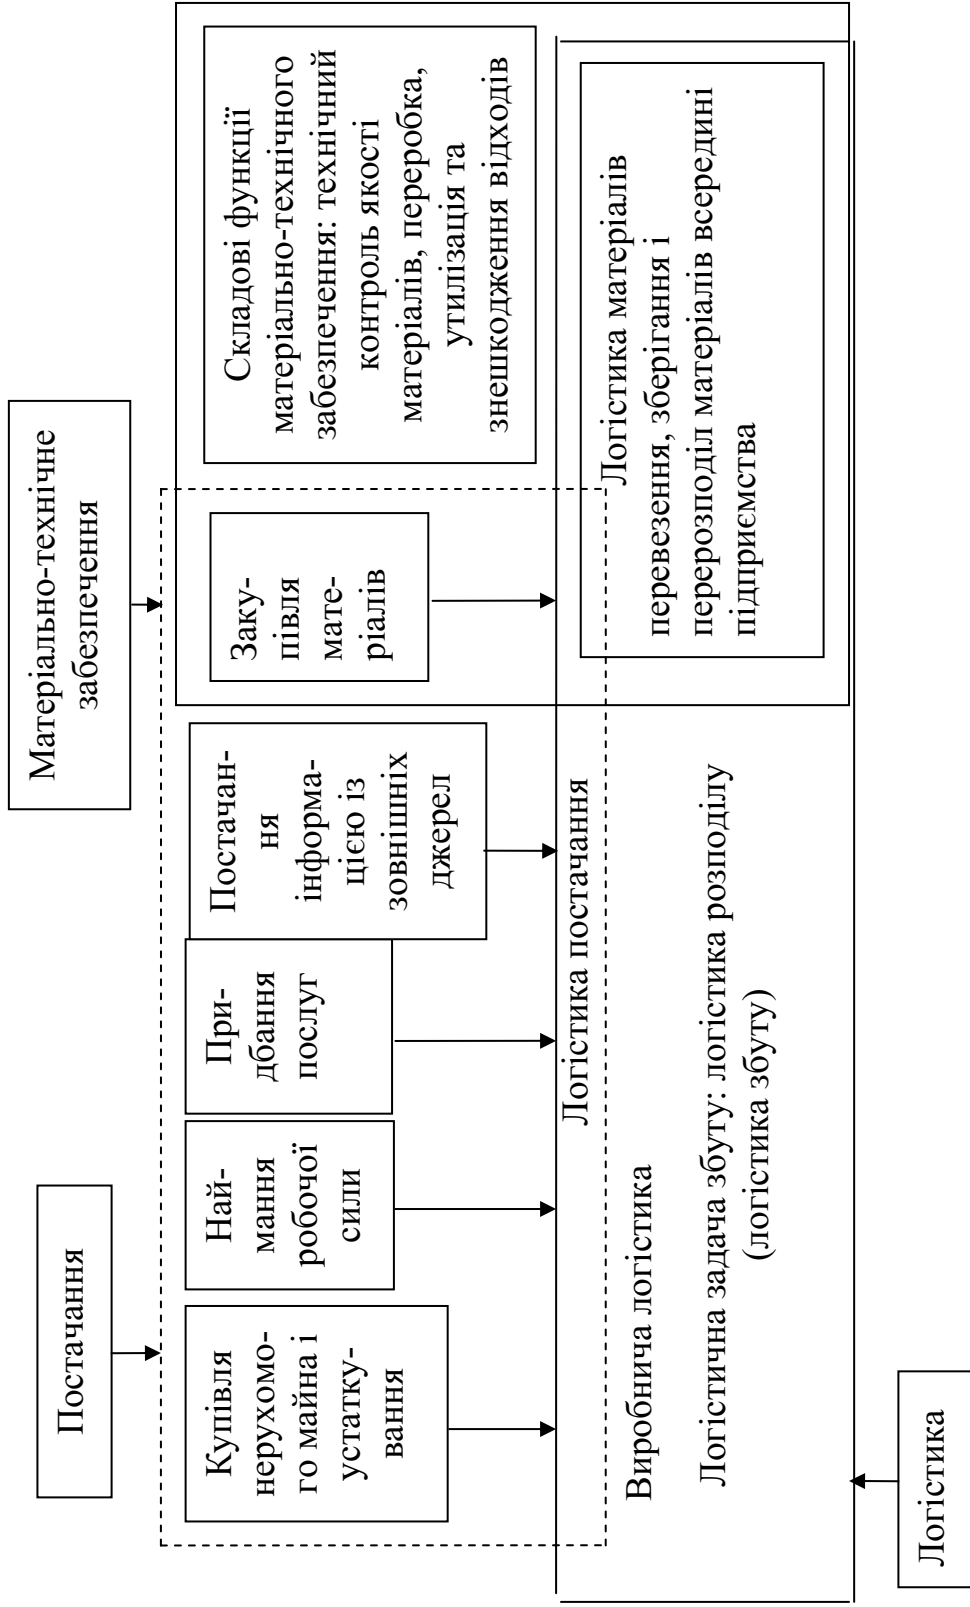 Постачання
Матеріально-технічне
забезпечення
Купівля
нерухомо-
го майна і
устатку-
вання
Най-
мання
робочої
сили
При-
дбання
послуг
Постачан-
ня
інформа-
цією із
зовнішніх
джерел
Заку-
півля
мате-
ріалів
Складові функції
матеріально-технічного
забезпечення: технічний
контроль якості
матеріалів, переробка,
утилізація та
знешкодження відходів
Логістика постачання
Виробнича логістика
Логістична задача збуту: логістика розподілу
(логістика збуту)
Логістика матеріалів
перевезення, зберігання і
перерозподіл матеріалів всередині
підприємства
Логістика